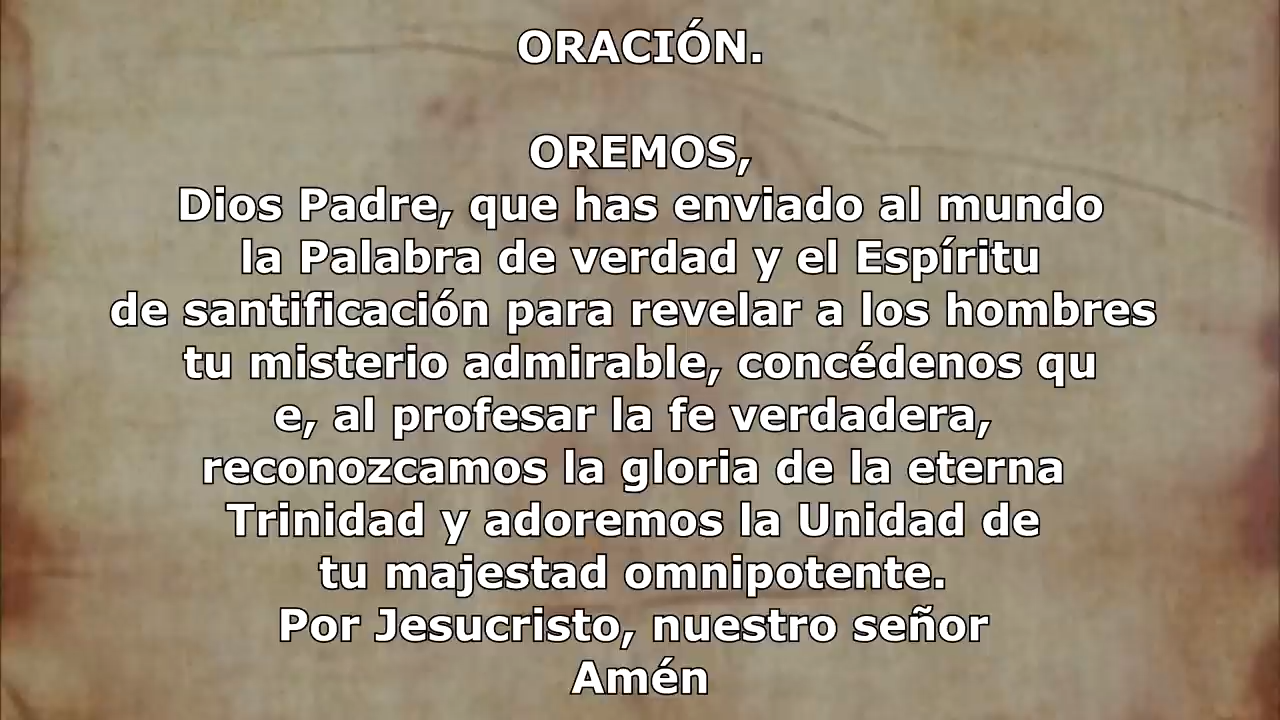 ORACIÓN.
OREMOS,
Dios Padre, que has enviado al mundo
la Palabra de verdad y el Espíritu
de santificación para revelar a los hombres
tu misterio admirable, concédenos qu
e, al profesar la fe verdadera,
reconozcamos la gloria de la eterna
Trinidad y adoremos la Unidad de
tu majestad omnipotente.
Por Jesucristo, nuestro señor
Amén